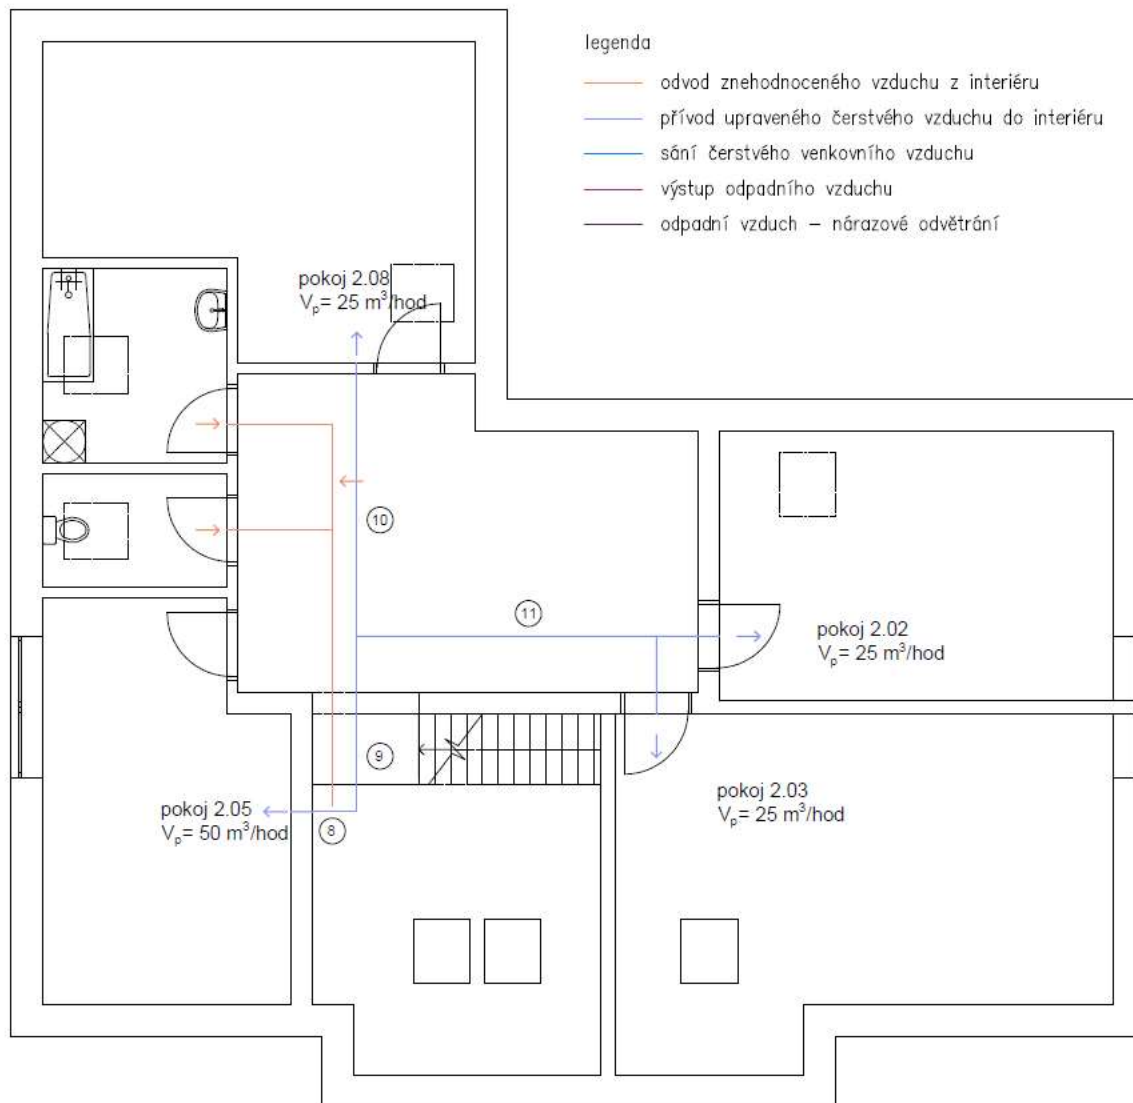 legenda
odvod znehodnoceného vzduchu z interiéru
přívod upraveného čerstvého vzduchu do interiéru
sání čerstvého venkovního vzduchu
výstup odpadního vzduchu
odpadní vzduch – nárazové odvětrání
pokoj 2.08
Vp= 25 m³/hod
10
11
pokoj 2.02
Vp= 25 m³/hod
9
pokoj 2.05
Vp= 50 m³/hod
8
pokoj 2.03
Vp= 25 m³/hod